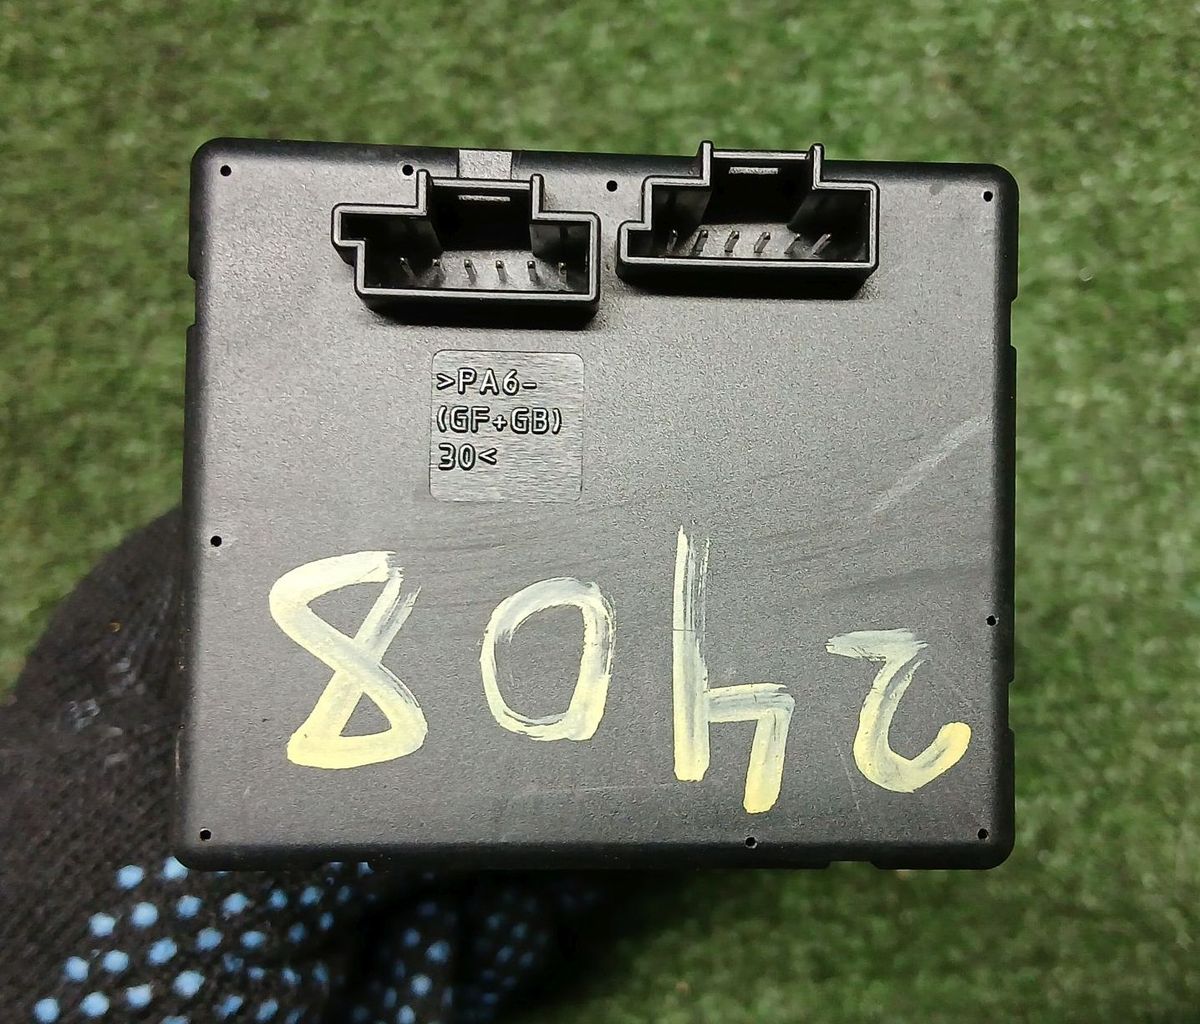 >PA6-
(GF+GB)
30<
2408